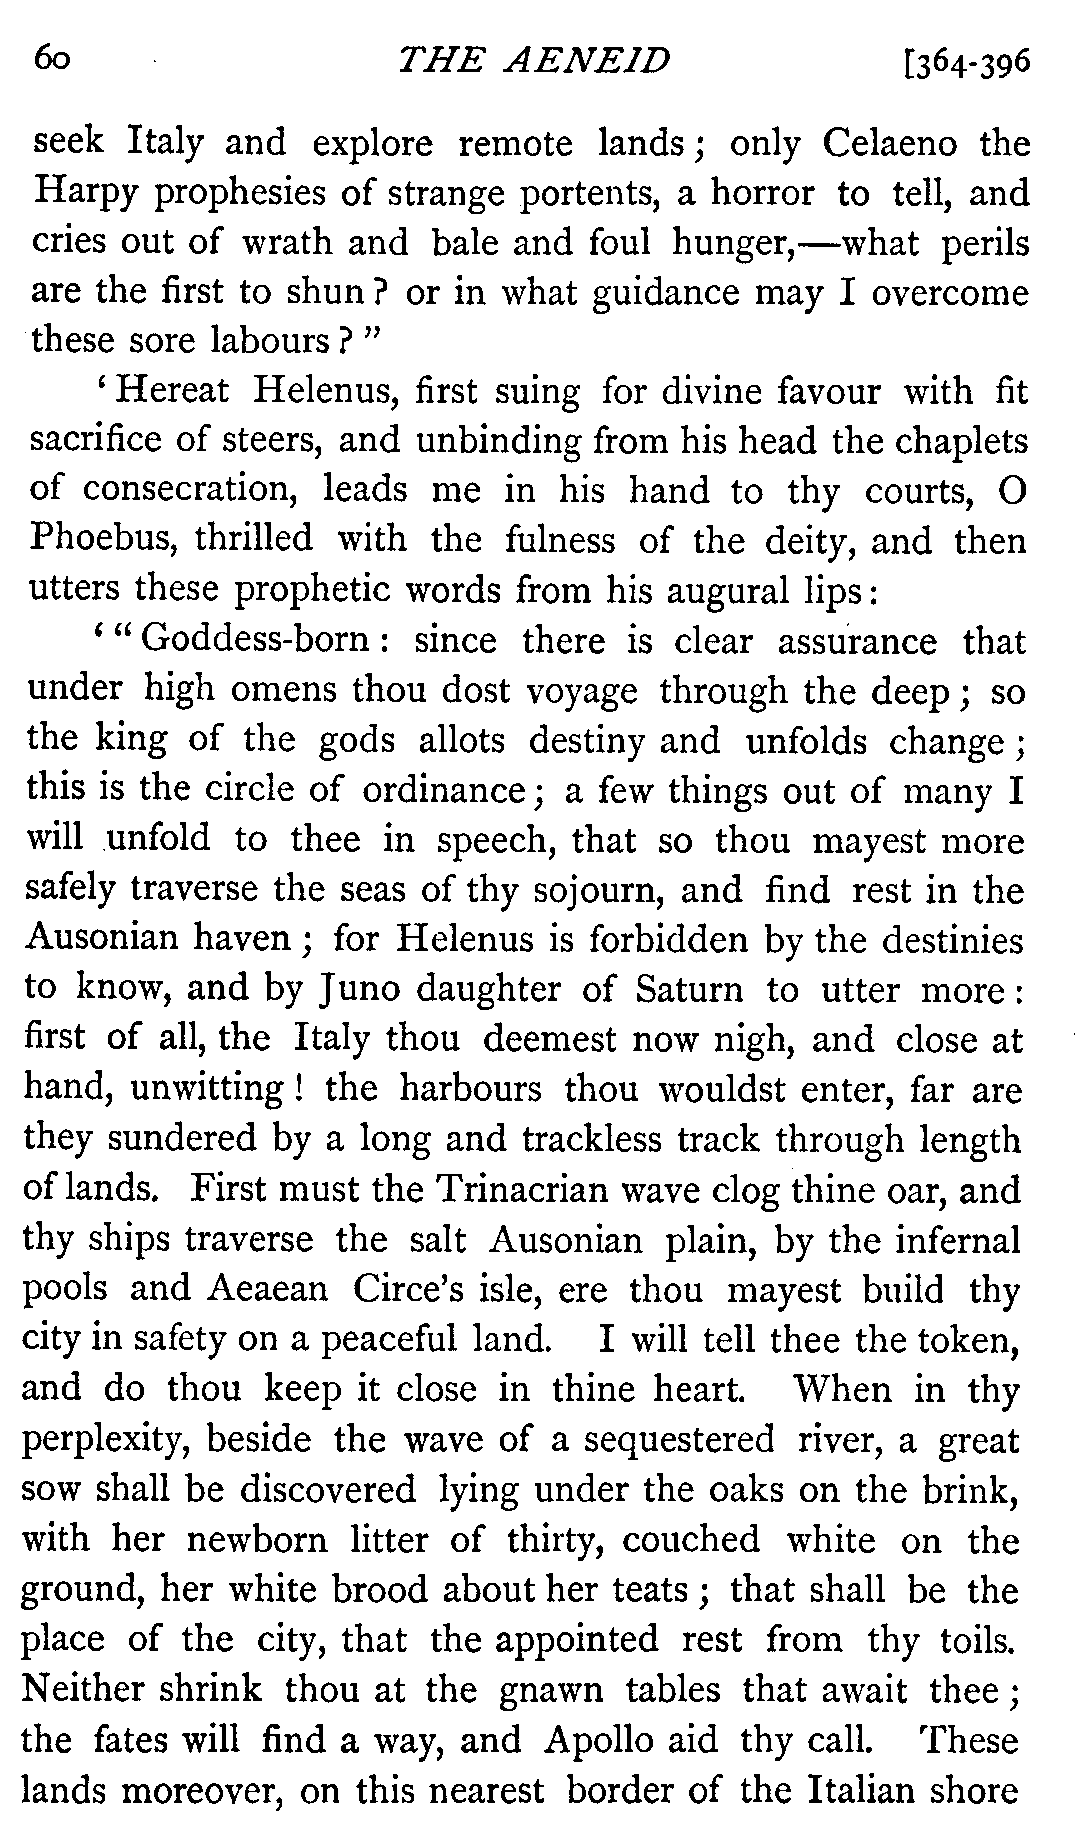 60 THE AENEID [364-396
seek Italy and explore remote lands; only Celaeno the
Harpy prophesies of strange portents, a horror to tell, and
cries out of wrath and bale and foul hunger,—what perils
are the first to shun? or in what guidance may I overcome
these sore labours?"
'Hereat Helenus, first suing for divine favour with fit
sacrifice of steers, and unbinding from his head the chaplets
of consecration, leads me in his hand to thy courts, O
Phoebus, thrilled with the fulness of the deity, and then
utters these prophetic words from his augural lips:
'"Goddess-born: since there is clear assurance that
under high omens thou dost voyage through the deep; so
the king of the gods allots destiny and unfolds change;
this is the circle of ordinance; a few things out of many I
will unfold to thee in speech, that so thou mayest more
safely traverse the seas of thy sojourn, and find rest in the
Ausonian haven; for Helenus is forbidden by the destinies
to know, and by Juno daughter of Saturn to utter more:
first of all, the Italy thou deemest now nigh, and close at
hand, unwitting! the harbours thou wouldst enter, far are
they sundered by a long and trackless track through length
of lands. First must the Trinacrian wave clog thine oar, and
thy ships traverse the salt Ausonian plain, by the infernal
pools and Aeaean Circe's isle, ere thou mayest build thy
city in safety on a peaceful land. I will tell thee the token,
and do thou keep it close in thine heart. When in thy
perplexity, beside the wave of a sequestered river, a great
sow shall be discovered lying under the oaks on the brink,
with her newborn litter of thirty, couched white on the
ground, her white brood about her teats; that shall be the
place of the city, that the appointed rest from thy toils.
Neither shrink thou at the gnawn tables that await thee;
the fates will find a way, and Apollo aid thy call. These
lands moreover, on this nearest border of the Italian shore